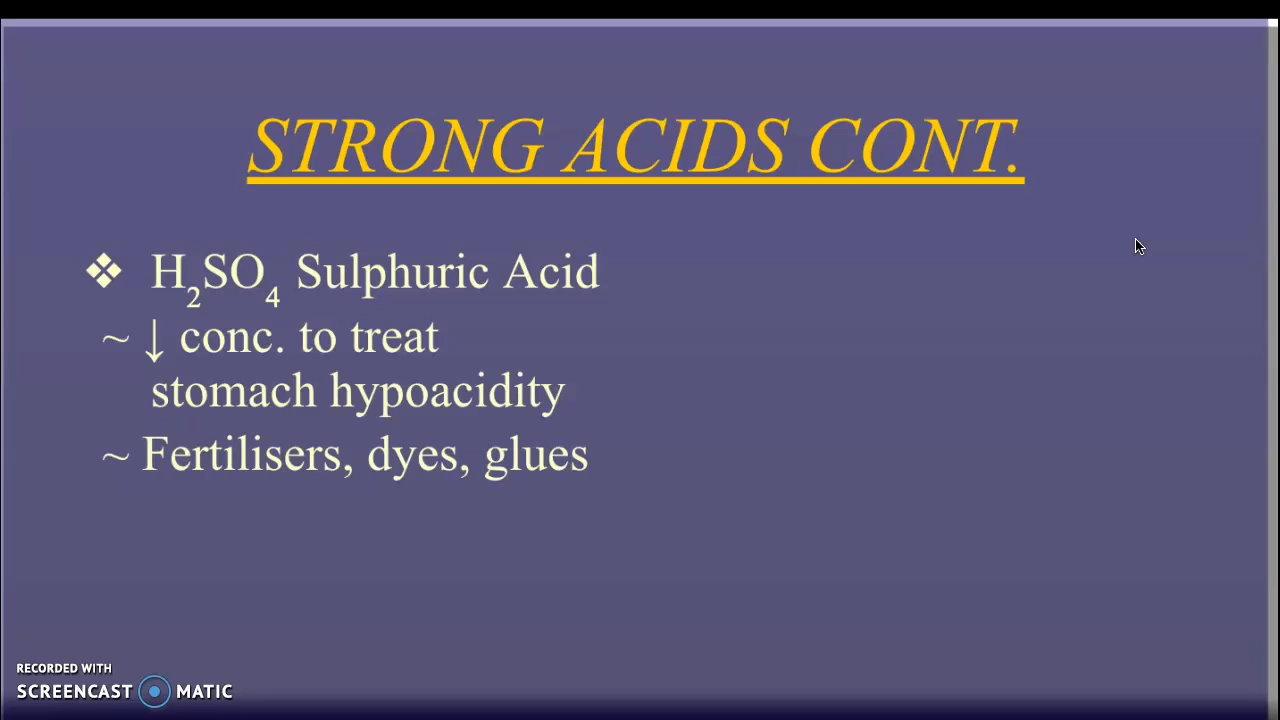 STRONG ACIDS CONT.
❖ H₂SO₄ Sulphuric Acid
~ ↓ conc. to treat
stomach hypoacidity
~ Fertilisers, dyes, glues
RECORDED WITH
SCREENCAST MATIC